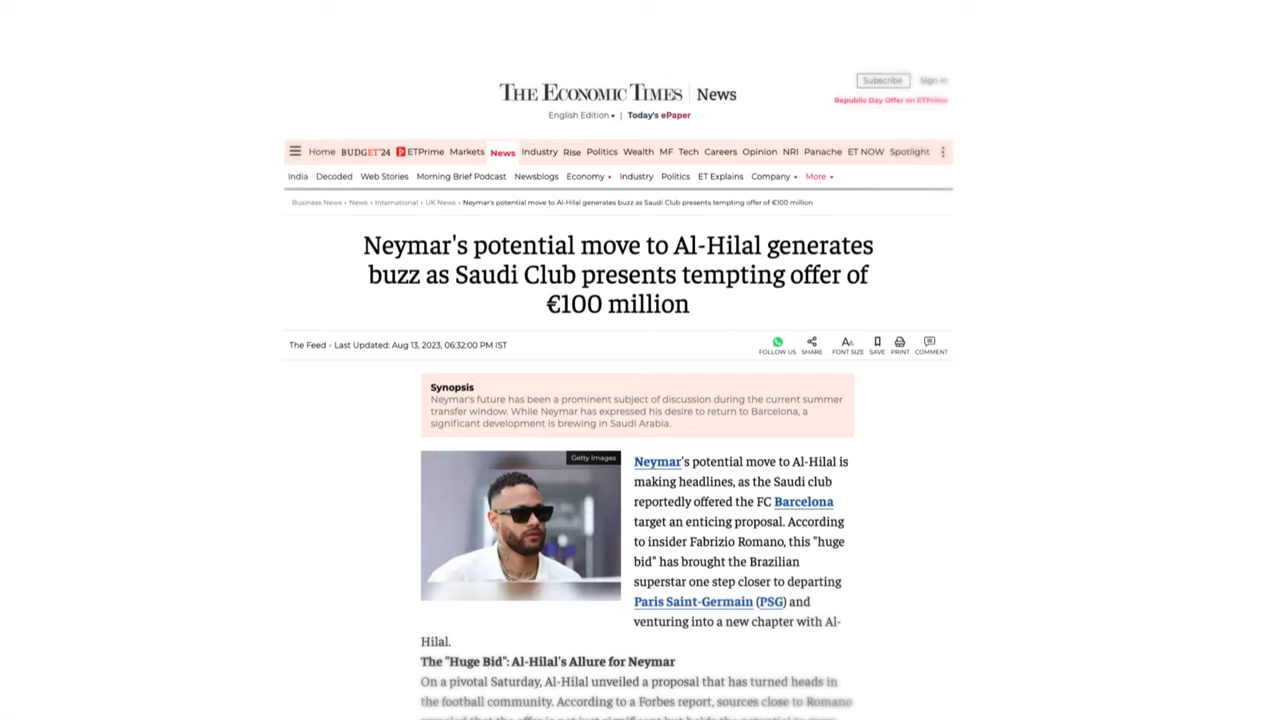 Subscribe Sign in
THE ECONOMIC TIMES | News
Republic Day Offer on ETPrime
English Edition | Today's ePaper
Home BUDGET'24 ETPrime Markets News Industry Rise Politics Wealth MF Tech Careers Opinion NRI Panache ET NOW Spotlight
India Decoded Web Stories Morning Brief Podcast Newsblogs Economy Industry Politics ET Explains Company More
Business News › News › International › UK News › Neymar's potential move to Al-Hilal generates buzz as Saudi Club presents tempting offer of €100 million
Neymar's potential move to Al-Hilal generates
buzz as Saudi Club presents tempting offer of
€100 million
The Feed - Last Updated: Aug 13, 2023, 06:32:00 PM IST
FOLLOW US SHARE FONT SIZE SAVE PRINT COMMENT
Synopsis
Neymar's future has been a prominent subject of discussion during the current summer
transfer window. While Neymar has expressed his desire to return to Barcelona, a
significant development is brewing in Saudi Arabia.
Getty Images
Neymar's potential move to Al-Hilal is
making headlines, as the Saudi club
reportedly offered the FC Barcelona
target an enticing proposal. According
to insider Fabrizio Romano, this "huge
bid" has brought the Brazilian
superstar one step closer to departing
Paris Saint-Germain (PSG) and
venturing into a new chapter with Al-
Hilal.
The "Huge Bid": Al-Hilal's Allure for Neymar
On a pivotal Saturday, Al-Hilal unveiled a proposal that has turned heads in
the football community. According to a Forbes report, sources close to Romano